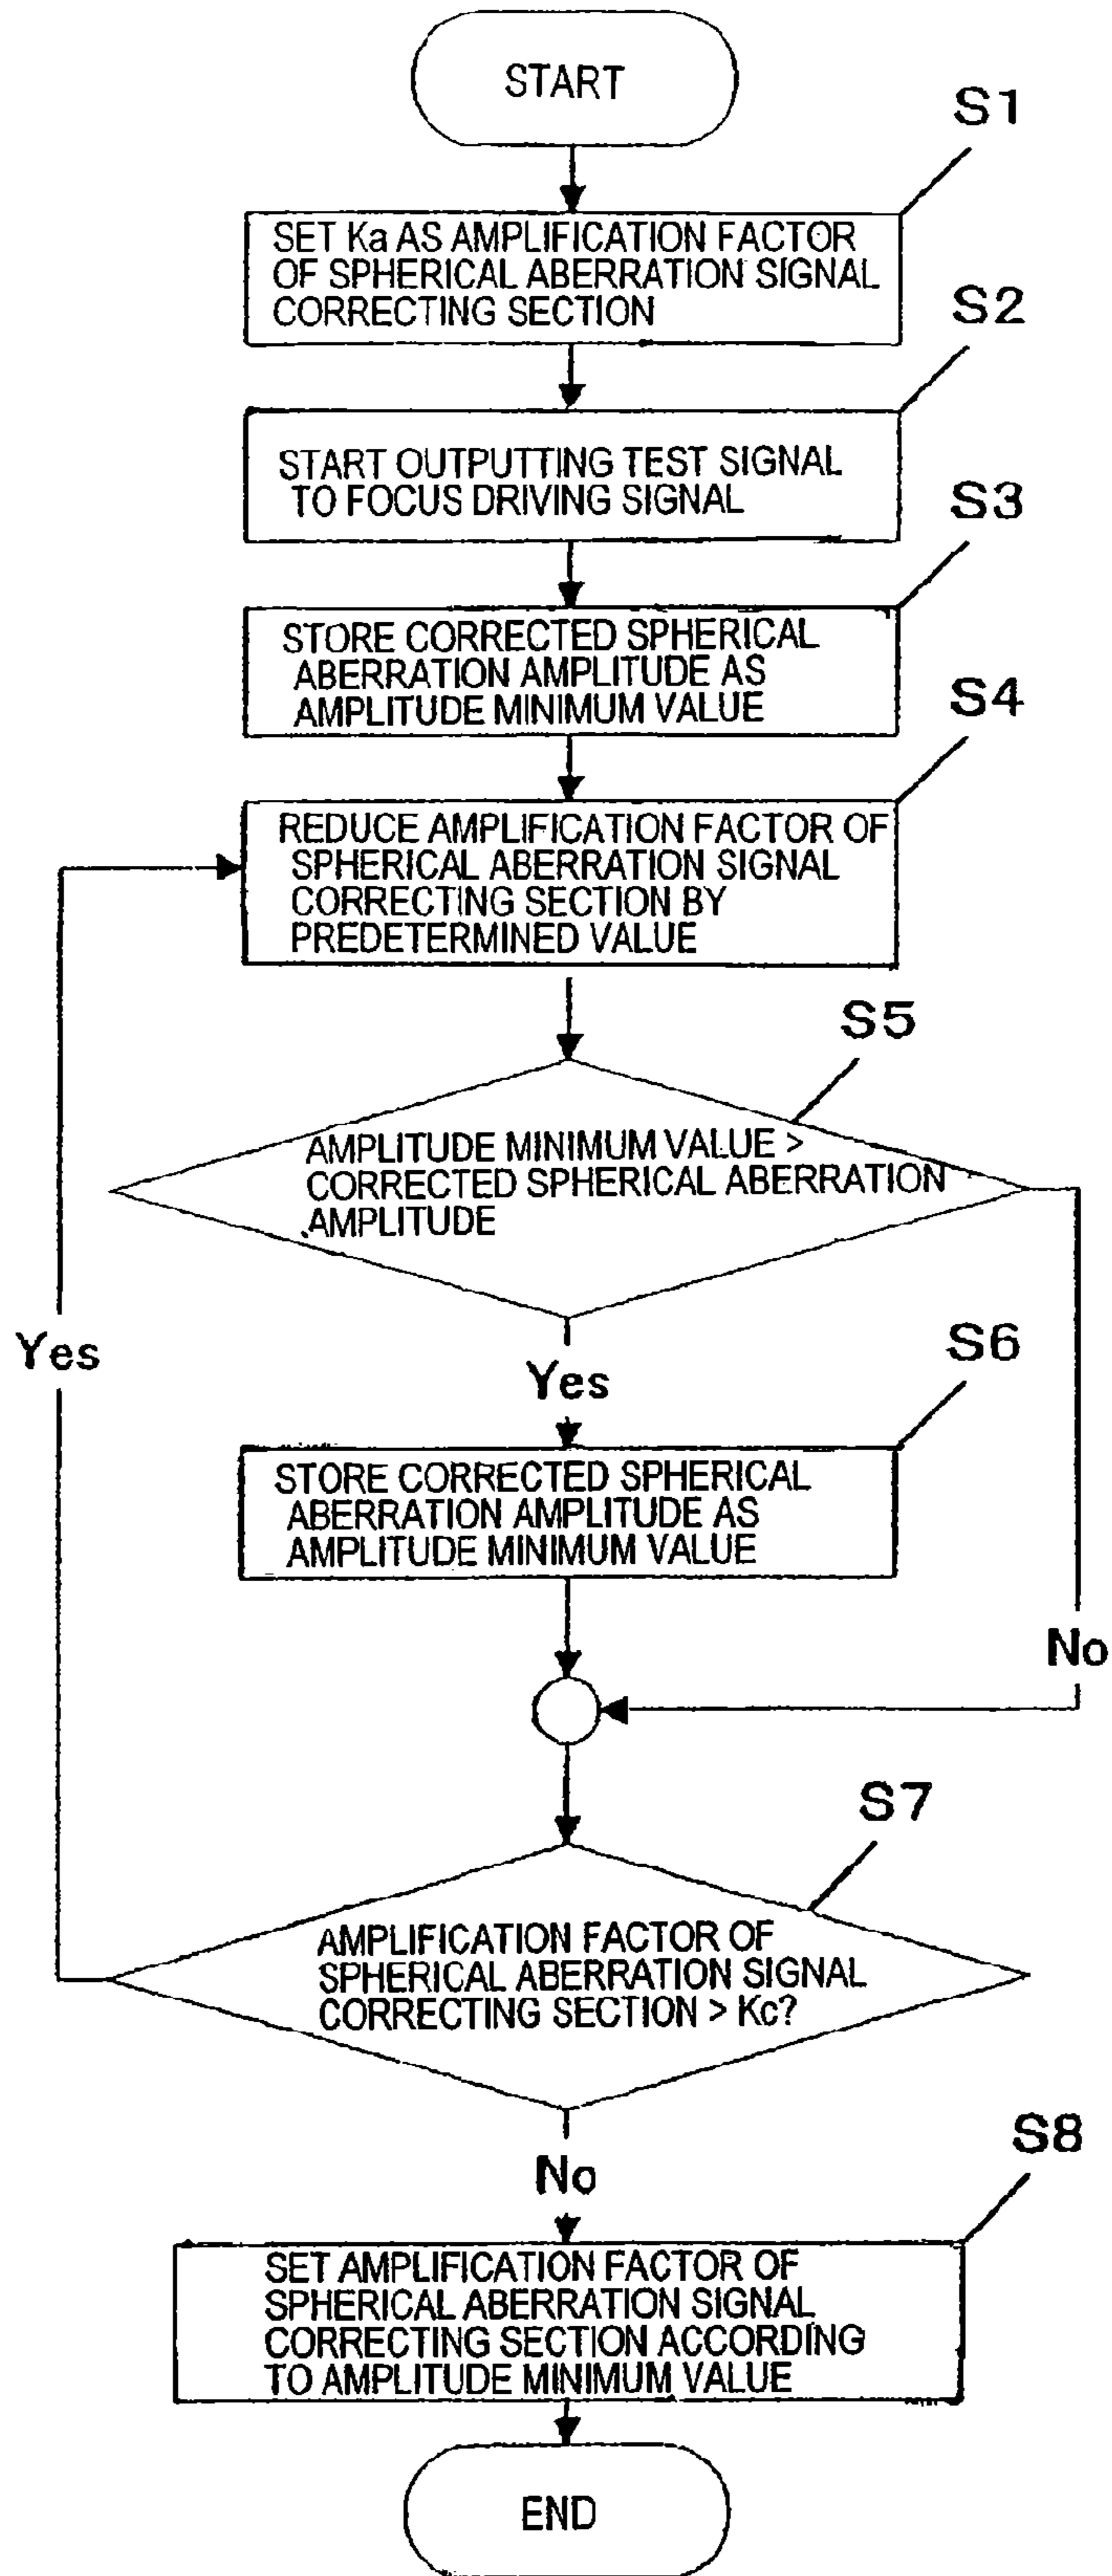 START
S1
SET Ka AS AMPLIFICATION FACTOR
OF SPHERICAL ABERRATION SIGNAL
CORRECTING SECTION
S2
START OUTPUTTING TEST SIGNAL
TO FOCUS DRIVING SIGNAL
S3
STORE CORRECTED SPHERICAL
ABERRATION AMPLITUDE AS
AMPLITUDE MINIMUM VALUE
S4
REDUCE AMPLIFICATION FACTOR OF
SPHERICAL ABERRATION SIGNAL
CORRECTING SECTION BY
PREDETERMINED VALUE
S5
AMPLITUDE MINIMUM VALUE >
CORRECTED SPHERICAL ABERRATION
AMPLITUDE
Yes
Yes
S6
STORE CORRECTED SPHERICAL
ABERRATION AMPLITUDE AS
AMPLITUDE MINIMUM VALUE
No
S7
AMPLIFICATION FACTOR OF
SPHERICAL ABERRATION SIGNAL
CORRECTING SECTION > Kc?
No
S8
SET AMPLIFICATION FACTOR OF
SPHERICAL ABERRATION SIGNAL
CORRECTING SECTION ACCORDING
TO AMPLITUDE MINIMUM VALUE
END